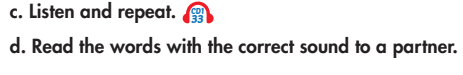 c. Listen and repeat. CD1 33
d. Read the words with the correct sound to a partner.